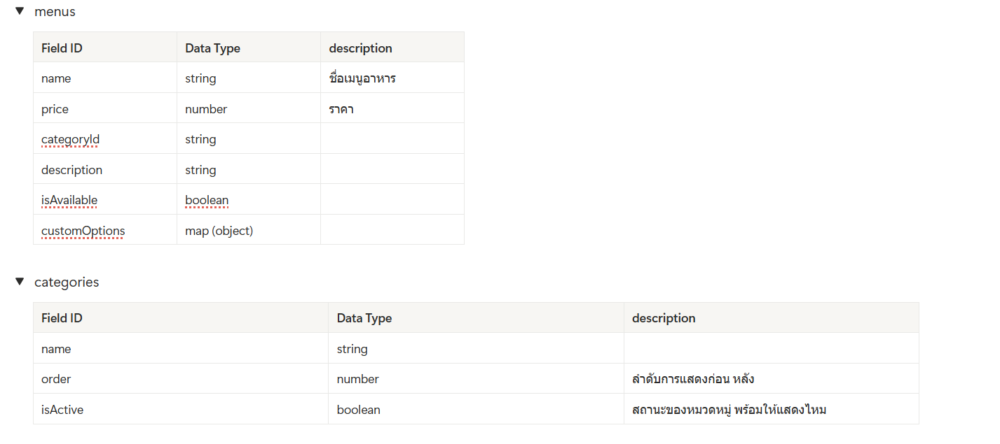 menus
Field ID Data Type description
name string ชื่อเมนูอาหาร
price number ราคา
categoryId string
description string
isAvailable boolean
customOptions map (object)
categories
Field ID Data Type description
name string
order number ลำดับการแสดงก่อน หลัง
isActive boolean สถานะของหมวดหมู่ พร้อมให้แสดงไหม